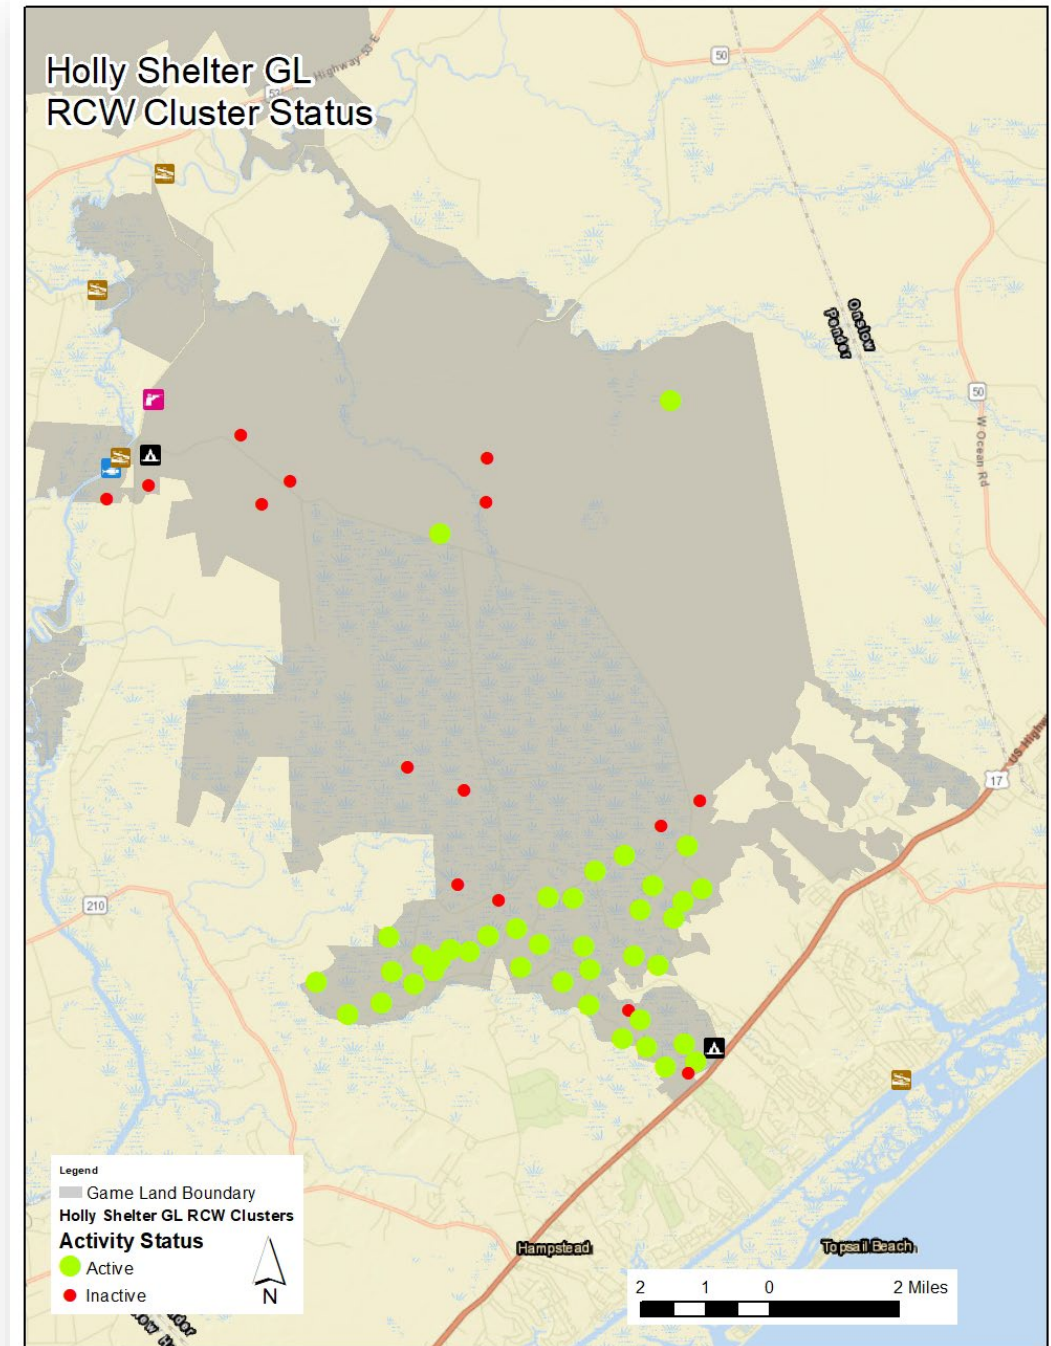 Holly Shelter GL
RCW Cluster Status
Highway 53 E
53
50
Onslow
Pender
50
W Ocean Rd
US Highw
17
210
Hampstead
Topsail Beach
Legend
Game Land Boundary
Holly Shelter GL RCW Clusters
Activity Status
Active
Inactive
N
2 1 0 2 Miles